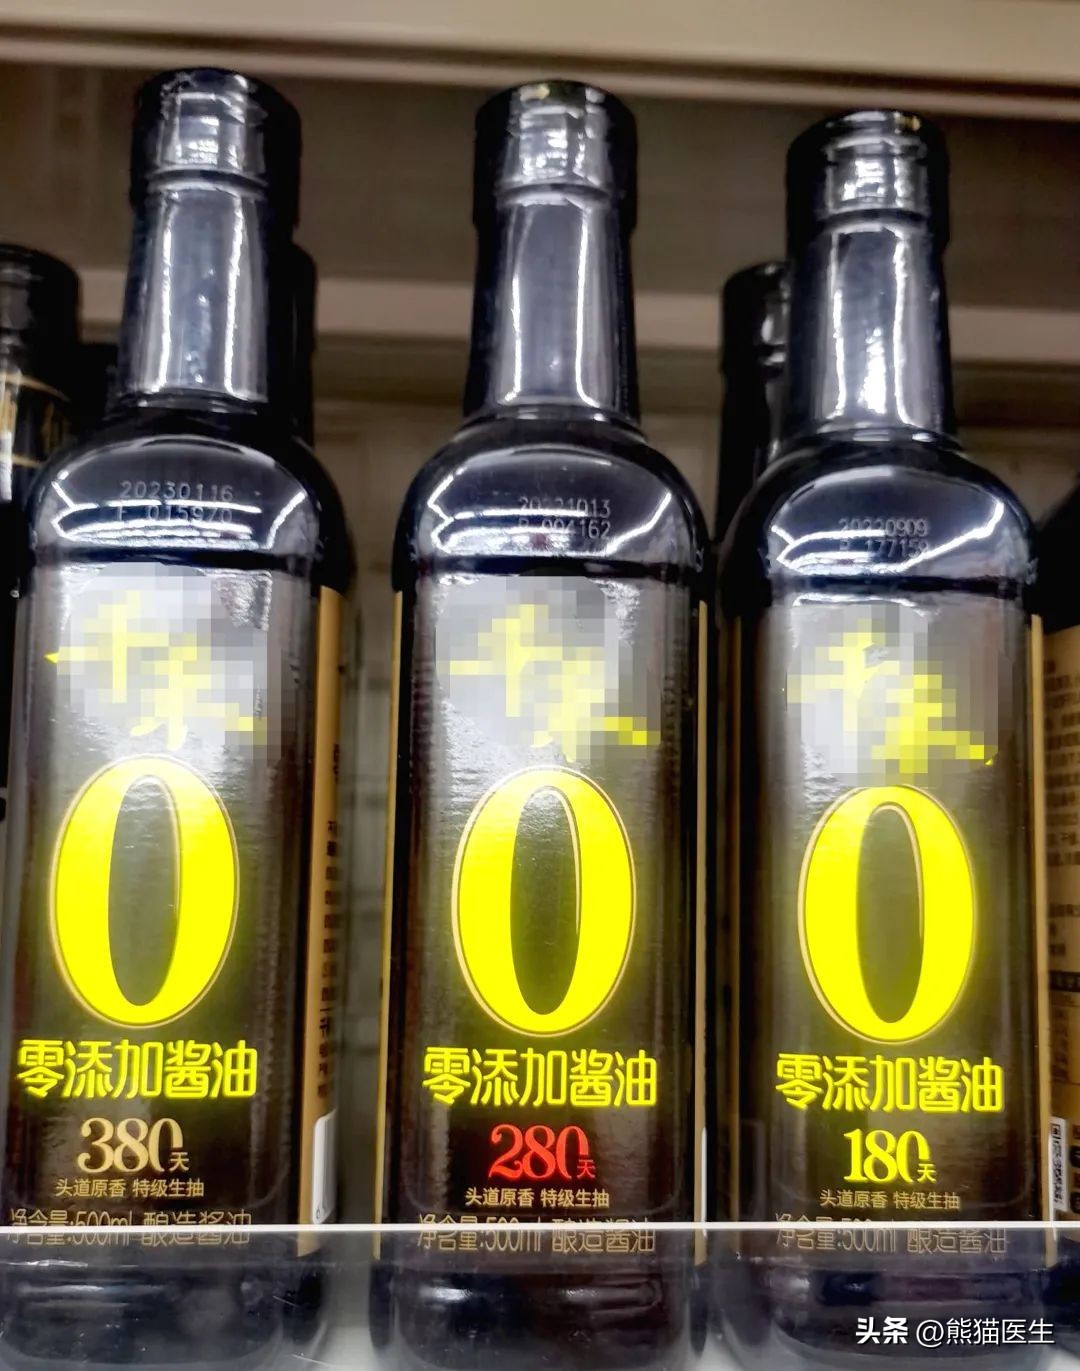 20230116
0
零添加酱油
380天
头道原香 特级生抽
净含量:500ml 酿造酱油
20221013
0
零添加酱油
280天
头道原香 特级生抽
净含量:500ml 酿造酱油
20220909
0
零添加酱油
180天
头道原香 特级生抽
净含量:500ml 酿造酱油
头条 @熊猫医生